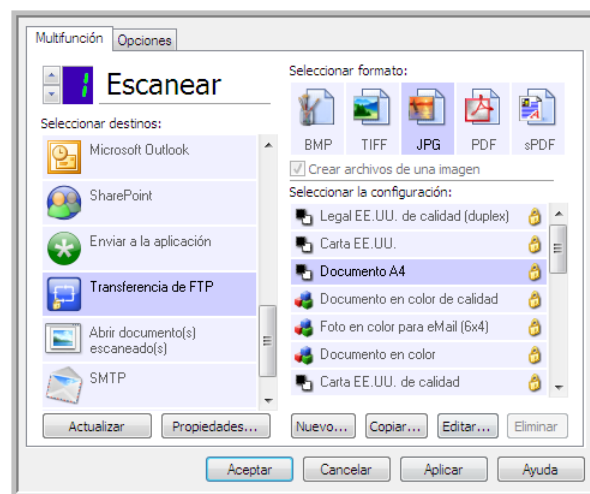 Multifunción
Opciones
1
Escanear
Seleccionar destinos:
Microsoft Outlook
SharePoint
Enviar a la aplicación
Transferencia de FTP
Abrir documento(s)
escaneado(s)
SMTP
Actualizar
Propiedades...
Seleccionar formato:
BMP
TIFF
JPG
PDF
sPDF
Crear archivos de una imagen
Seleccionar la configuración:
Legal EE.UU. de calidad (duplex)
Carta EE.UU.
Documento A4
Documento en color de calidad
Foto en color para eMail (6x4)
Documento en color
Carta EE.UU. de calidad
Nuevo...
Copiar...
Editar...
Eliminar
Aceptar
Cancelar
Aplicar
Ayuda